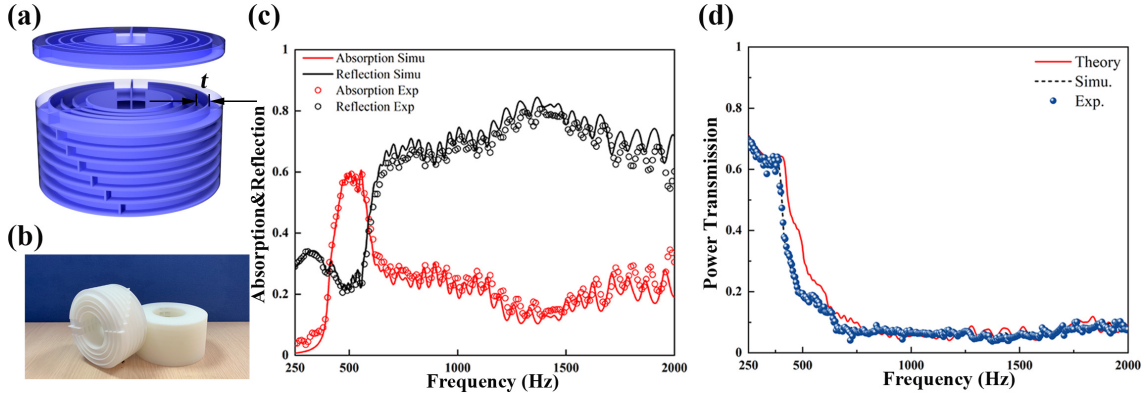 (a)
t
(b)
(c)
Absorption&Reflection
1
0.8
0.6
0.4
0.2
0
Absorption Simu
Reflection Simu
Absorption Exp
Reflection Exp
250
500
1000
1500
2000
Frequency (Hz)
(d)
Power Transmission
1
0.8
0.6
0.4
0.2
0
Theory
Simu.
Exp.
250
500
1000
1500
2000
Frequency (Hz)